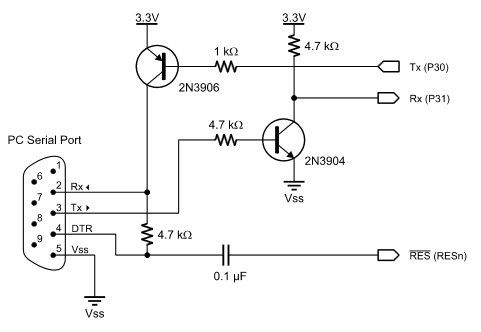 3.3V
3.3V
4.7 kΩ
1 kΩ
Tx (P30)
2N3906
Rx (P31)
4.7 kΩ
PC Serial Port
2N3904
1
6
2
Rx
Vss
7
3
Tx
8
4
DTR
4.7 kΩ
9
5
Vss
RES (RESn)
0.1 µF
Vss